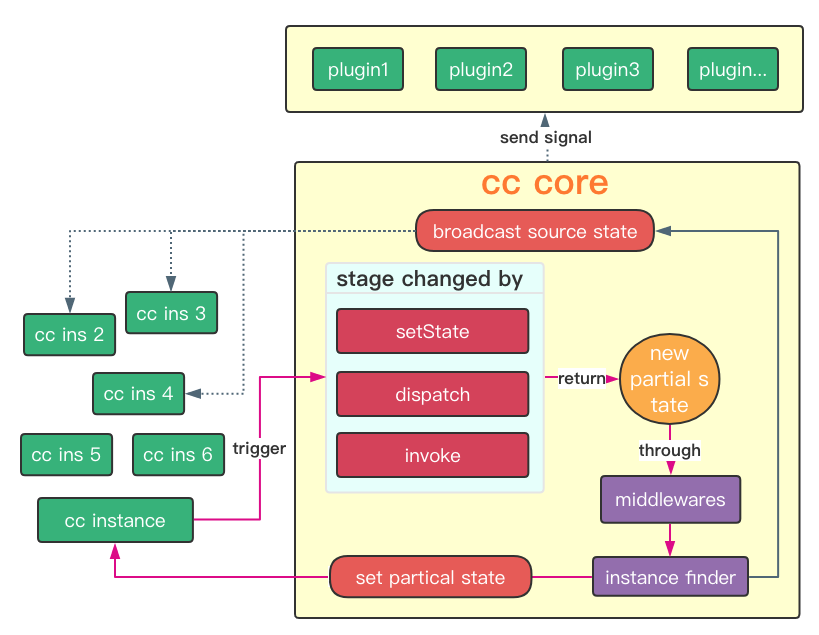 plugin1
plugin2
plugin3
plugin...
send signal
cc core
broadcast source state
stage changed by
setState
dispatch
invoke
cc ins 2
cc ins 3
cc ins 4
cc ins 5
cc ins 6
cc instance
trigger
return
new
partial s
tate
through
middlewares
instance finder
set partical state